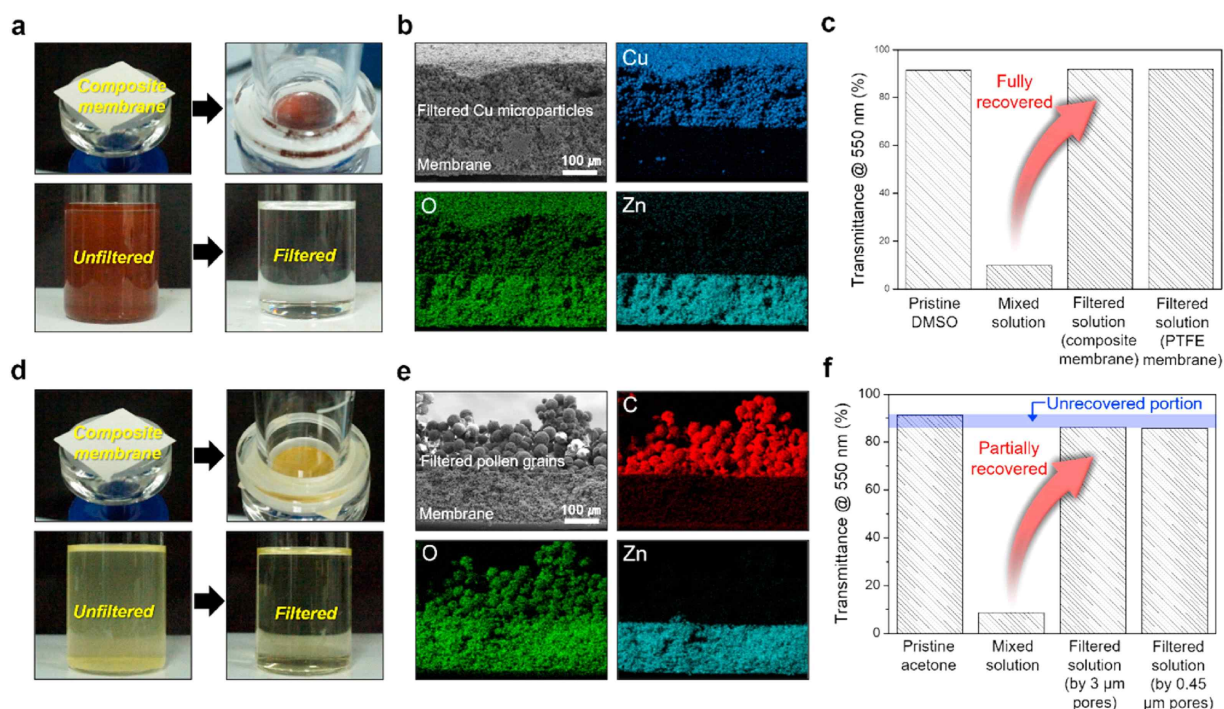 a
Composite
membrane
Unfiltered
Filtered
b
Filtered Cu microparticles
Membrane
100 μm
Cu
O
Zn
c
Transmittance @ 550 nm (%)
100
80
60
40
20
0
Fully
recovered
Pristine
DMSO
Mixed
solution
Filtered
solution
(composite
membrane)
Filtered
solution
(PTFE
membrane)
d
Composite
membrane
Unfiltered
Filtered
e
Filtered pollen grains
Membrane
100 μm
C
O
Zn
f
Transmittance @ 550 nm (%)
100
80
60
40
20
0
Unrecovered portion
Partially
recovered
Pristine
acetone
Mixed
solution
Filtered
solution
(by 3 μm
pores)
Filtered
solution
(by 0.45
μm pores)